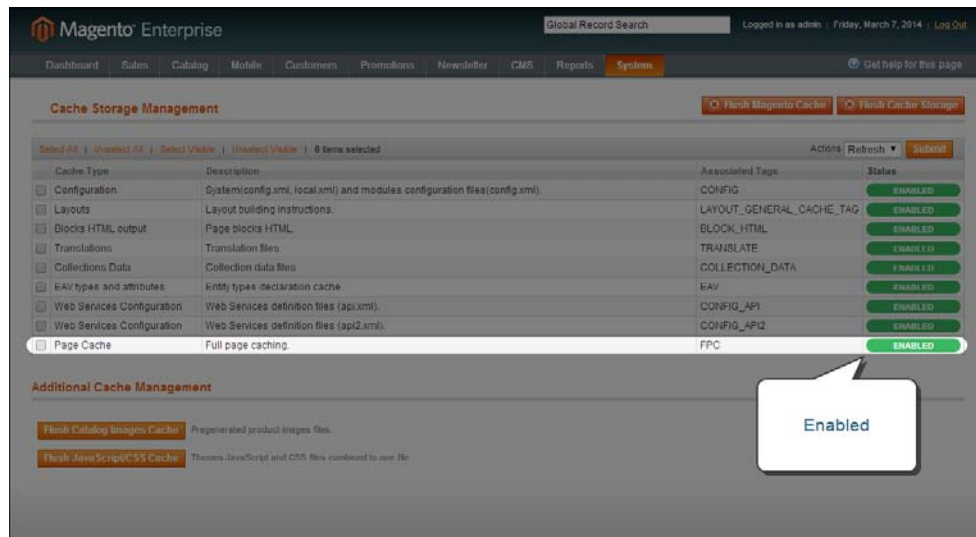 Magento® Enterprise
Global Record Search
Logged in as admin | Friday, March 7, 2014 | Log Out
Dashboard Sales Catalog Mobile Customers Promotions Newsletter CMS Reports System
Get help for this page
Cache Storage Management
Flush Magento Cache Flush Cache Storage
Select All | Unselect All | Select Visible | Unselect Visible | 0 items selected
Actions Refresh Submit
Cache Type Description Associated Tags Status
Configuration System(config.xml, local.xml) and modules configuration files(config.xml). CONFIG ENABLED
Layouts Layout building instructions. LAYOUT_GENERAL_CACHE_TAG ENABLED
Blocks HTML output Page blocks HTML. BLOCK_HTML ENABLED
Translations Translation files. TRANSLATE ENABLED
Collections Data Collection data files. COLLECTION_DATA ENABLED
EAV types and attributes Entity types declaration cache. EAV ENABLED
Web Services Configuration Web Services definition files (api.xml). CONFIG_API ENABLED
Web Services Configuration Web Services definition files (api2.xml). CONFIG_API2 ENABLED
Page Cache Full page caching. FPC ENABLED
Additional Cache Management
Enabled
Flush Catalog Images Cache Pregenerated product images files.
Flush JavaScript/CSS Cache Themes JavaScript and CSS files combined to one file